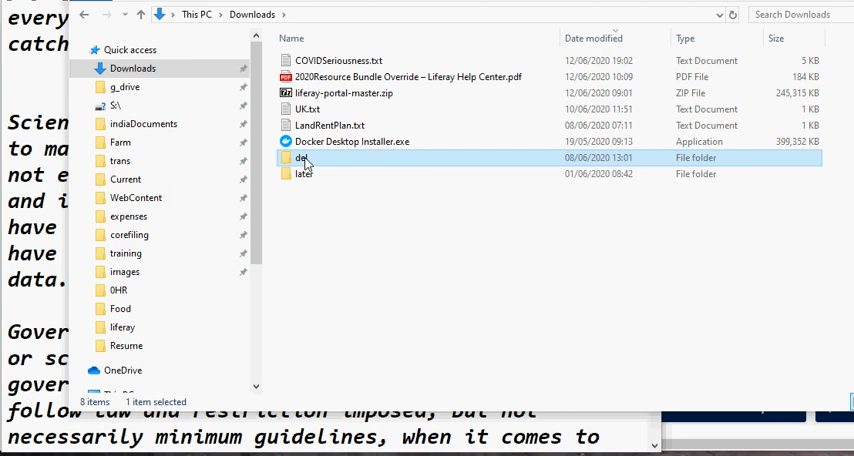 every
catch
This PC > Downloads >
Search Downloads
Name Date modified Type Size
Quick access
Downloads
g_drive
S:\
indiaDocuments
Farm
trans
Current
WebContent
expenses
corefiling
training
images
0HR
Food
liferay
Resume
OneDrive
COVIDSeriousness.txt 12/06/2020 19:02 Text Document 5 KB
2020Resource Bundle Override – Liferay Help Center.pdf 12/06/2020 10:09 PDF File 184 KB
liferay-portal-master.zip 12/06/2020 09:01 ZIP File 245,315 KB
UK.txt 10/06/2020 11:51 Text Document 1 KB
LandRentPlan.txt 08/06/2020 07:11 Text Document 1 KB
Docker Desktop Installer.exe 19/05/2020 09:13 Application 399,352 KB
del 08/06/2020 13:01 File folder
later 01/06/2020 08:42 File folder
8 items 1 item selected
Scien
to ma
not e
and i
have
have
data.
Gover
or sc
gover
follow law and restriction imposed, but not
necessarily minimum guidelines, when it comes to